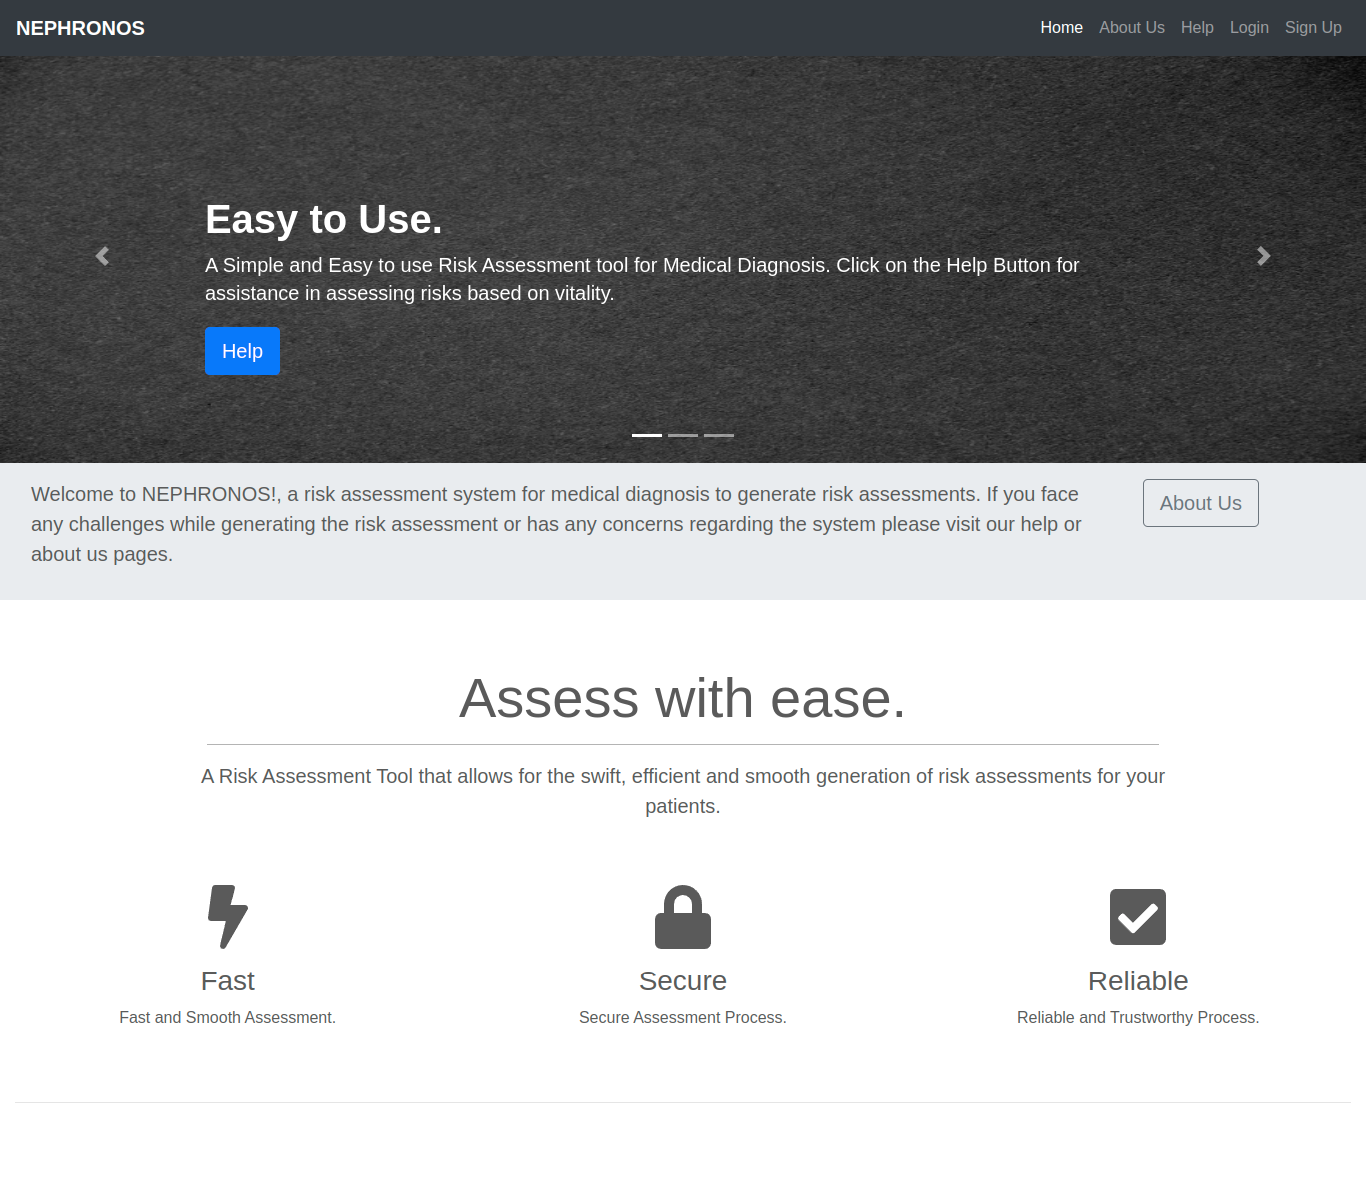 NEPHRONOS
Home About Us Help Login Sign Up
Easy to Use.
A Simple and Easy to use Risk Assessment tool for Medical Diagnosis. Click on the Help Button for
assistance in assessing risks based on vitality.
Help
Welcome to NEPHRONOS!, a risk assessment system for medical diagnosis to generate risk assessments. If you face
any challenges while generating the risk assessment or has any concerns regarding the system please visit our help or
about us pages.
About Us
Assess with ease.
A Risk Assessment Tool that allows for the swift, efficient and smooth generation of risk assessments for your
patients.
Fast
Fast and Smooth Assessment.
Secure
Secure Assessment Process.
Reliable
Reliable and Trustworthy Process.